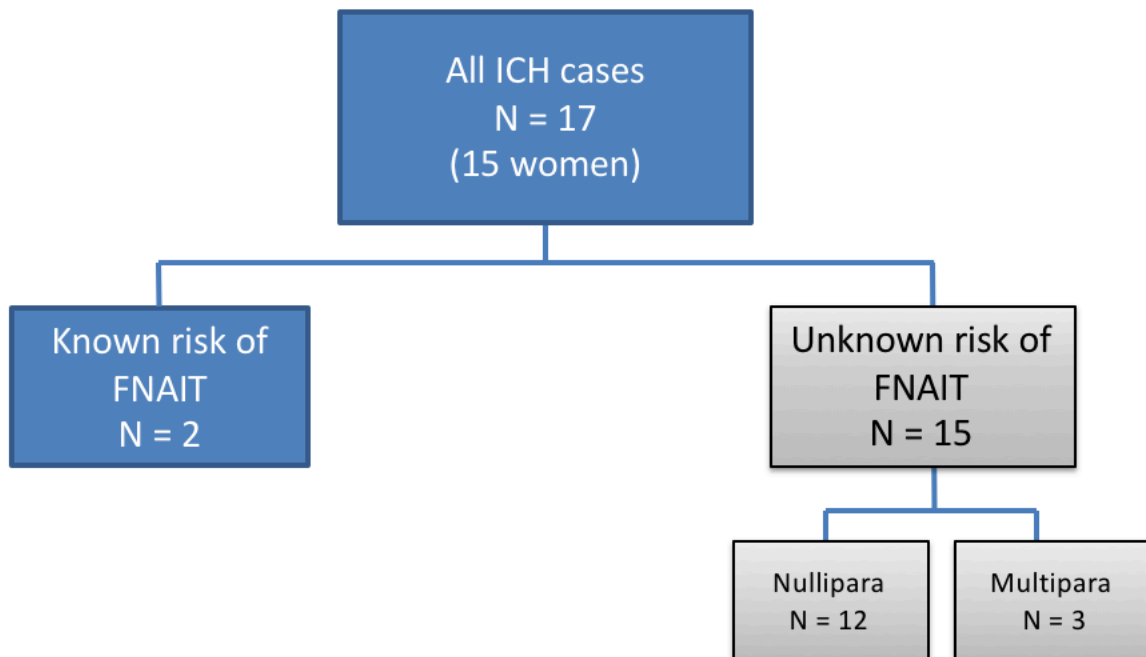 All ICH cases
N = 17
(15 women)
Known risk of
FNAIT
N = 2
Unknown risk of
FNAIT
N = 15
Nullipara
N = 12
Multipara
N = 3